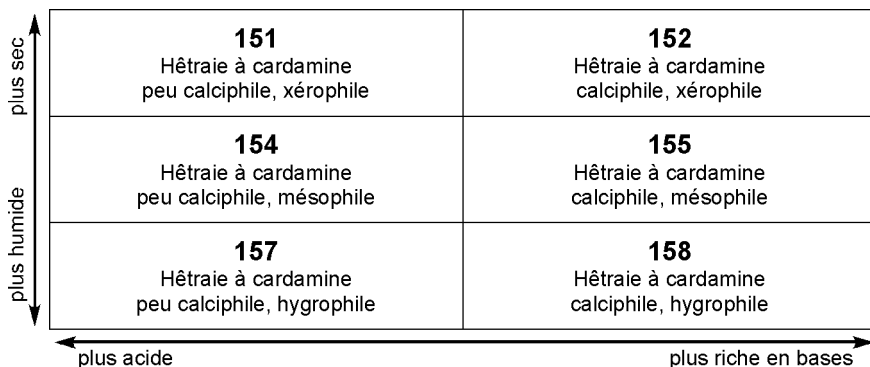 plus sec
plus humide
151
Hêtraie à cardamine
peu calciphile, xérophile
152
Hêtraie à cardamine
calciphile, xérophile
154
Hêtraie à cardamine
peu calciphile, mésophile
155
Hêtraie à cardamine
calciphile, mésophile
157
Hêtraie à cardamine
peu calciphile, hygrophile
158
Hêtraie à cardamine
calciphile, hygrophile
plus acide
plus riche en bases